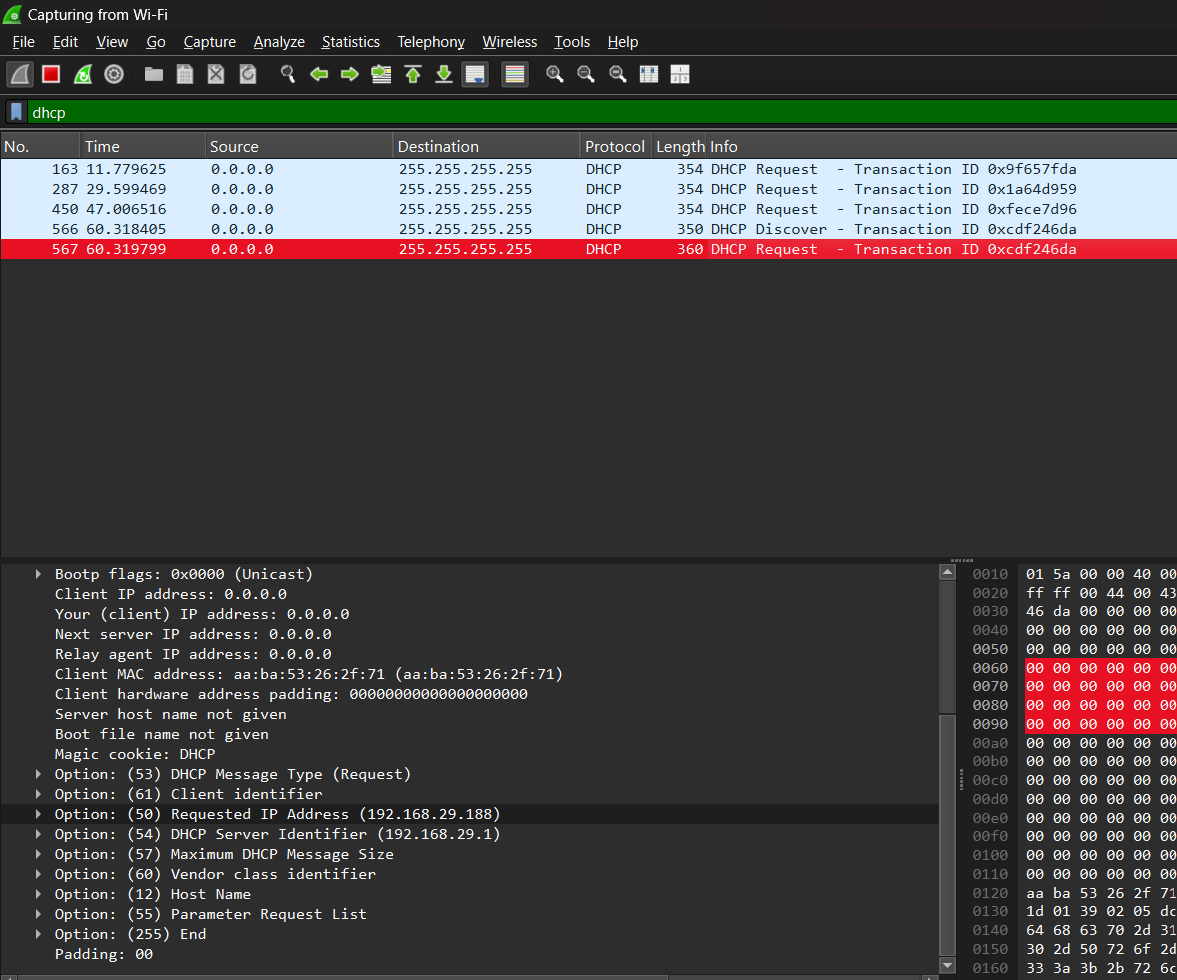 Capturing from Wi-Fi
File Edit View Go Capture Analyze Statistics Telephony Wireless Tools Help
dhcp
No. Time Source Destination Protocol Length Info
163 11.779625 0.0.0.0 255.255.255.255 DHCP 354 DHCP Request - Transaction ID 0x9f657fda
287 29.599469 0.0.0.0 255.255.255.255 DHCP 354 DHCP Request - Transaction ID 0x1a64d959
450 47.006516 0.0.0.0 255.255.255.255 DHCP 354 DHCP Request - Transaction ID 0xfece7d96
566 60.318405 0.0.0.0 255.255.255.255 DHCP 350 DHCP Discover - Transaction ID 0xcdf246da
567 60.319799 0.0.0.0 255.255.255.255 DHCP 360 DHCP Request - Transaction ID 0xcdf246da
Bootp flags: 0x0000 (Unicast)
Client IP address: 0.0.0.0
Your (client) IP address: 0.0.0.0
Next server IP address: 0.0.0.0
Relay agent IP address: 0.0.0.0
Client MAC address: aa:ba:53:26:2f:71 (aa:ba:53:26:2f:71)
Client hardware address padding: 00000000000000000000
Server host name not given
Boot file name not given
Magic cookie: DHCP
Option: (53) DHCP Message Type (Request)
Option: (61) Client identifier
Option: (50) Requested IP Address (192.168.29.188)
Option: (54) DHCP Server Identifier (192.168.29.1)
Option: (57) Maximum DHCP Message Size
Option: (60) Vendor class identifier
Option: (12) Host Name
Option: (55) Parameter Request List
Option: (255) End
Padding: 00
0010 01 5a 00 00 40 00
0020 ff ff 00 44 00 43
0030 46 da 00 00 00 00
0040 00 00 00 00 00 00
0050 00 00 00 00 00 00
0060 00 00 00 00 00 00
0070 00 00 00 00 00 00
0080 00 00 00 00 00 00
0090 00 00 00 00 00 00
00a0 00 00 00 00 00 00
00b0 00 00 00 00 00 00
00c0 00 00 00 00 00 00
00d0 00 00 00 00 00 00
00e0 00 00 00 00 00 00
00f0 00 00 00 00 00 00
0100 00 00 00 00 00 00
0110 00 00 00 00 00 00
0120 aa ba 53 26 2f 71
0130 1d 01 39 02 05 dc
0140 64 68 63 70 2d 31
0150 30 2d 50 72 6f 2d
0160 33 3a 3b 2b 72 6c